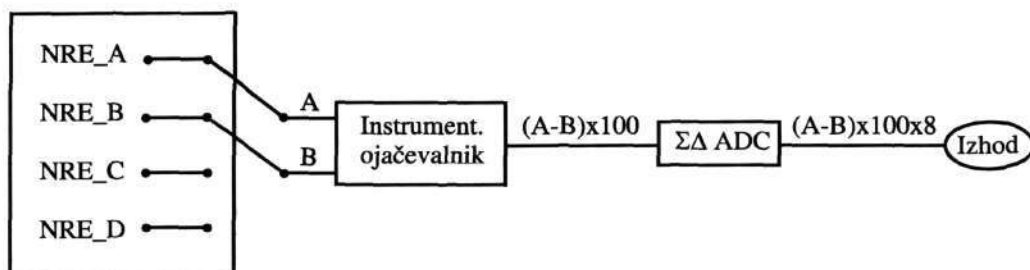 NRE_A
NRE_B
NRE_C
NRE_D
A
B
Instrument.
ojačevalnik
(A-B)x100
ΣΔ ADC
(A-B)x100x8
Izhod